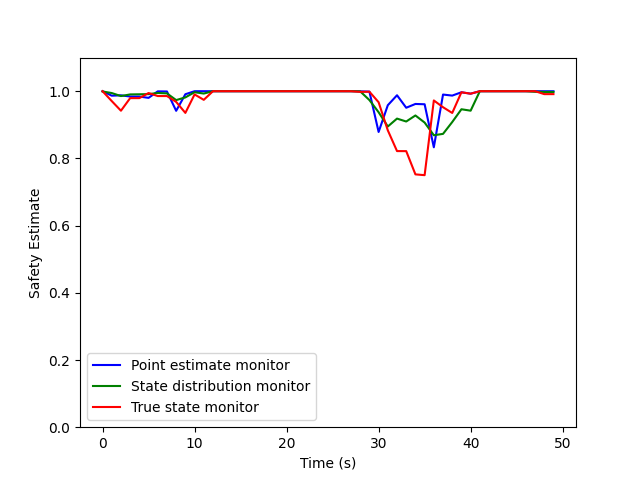 1.0
0.8
0.6
0.4
0.2
0.0
Safety Estimate
Point estimate monitor
State distribution monitor
True state monitor
0 10 20 30 40 50
Time (s)